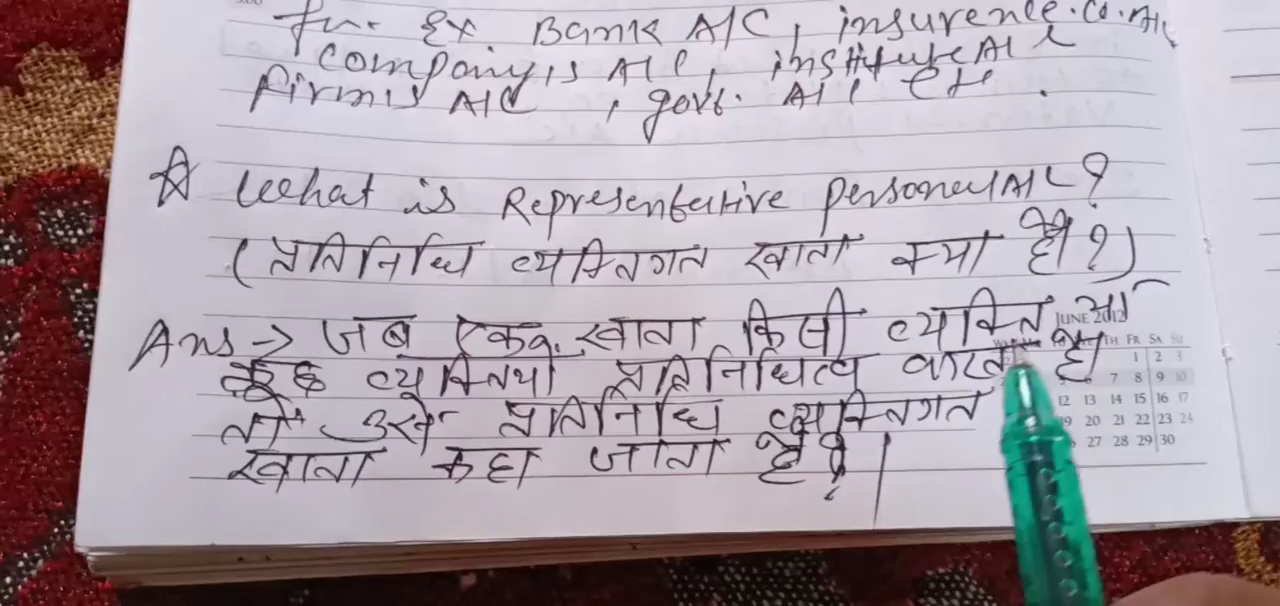 for Ex Bank A/C, insurence.co. A/c
company,s A/C, institute A/C
firm,s A/C , govt. A/C etc.
☆ What is Representative personal A/C?
(प्रतिनिधि व्यक्तिगत खाता क्या है?)
Ans → जब एक खाता किसी व्यक्ति या
कुछ व्यक्तियों प्रतिनिधित्व करता है
तो उसे प्रतिनिधि व्यक्तिगत
खाता कहा जाता है।
JUNE 2012
TH FR SA SU
1 2 3
7 8 9 10
12 13 14 15 16 17
19 20 21 22 23 24
27 28 29 30